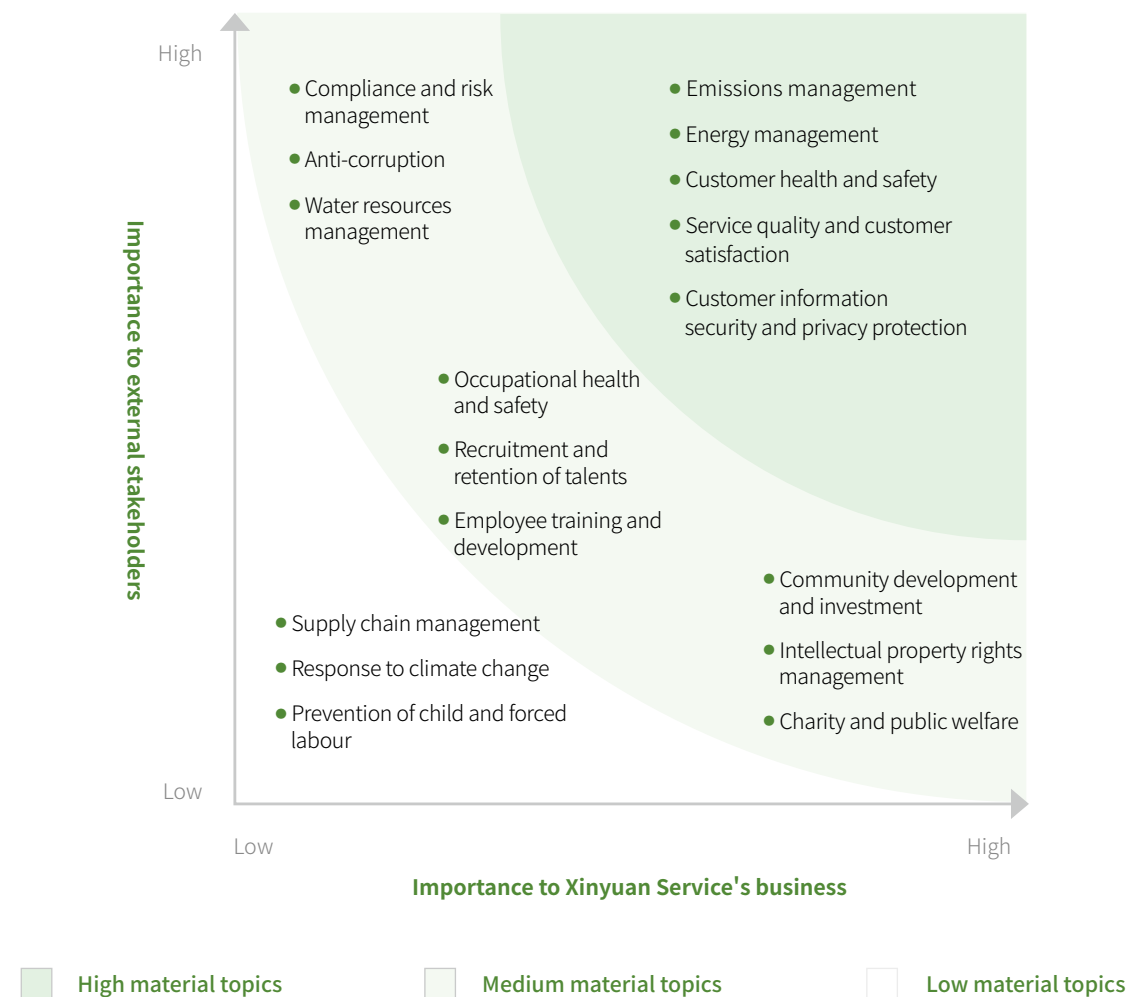 High
Compliance and risk
management
Anti-corruption
Water resources
management
Emissions management
Energy management
Customer health and safety
Service quality and customer
satisfaction
Customer information
security and privacy protection
Importance to external stakeholders
Occupational health
and safety
Recruitment and
retention of talents
Employee training and
development
Supply chain management
Response to climate change
Prevention of child and forced
labour
Community development
and investment
Intellectual property rights
management
Charity and public welfare
Low
Low
High
Importance to Xinyuan Service's business
High material topics
Medium material topics
Low material topics